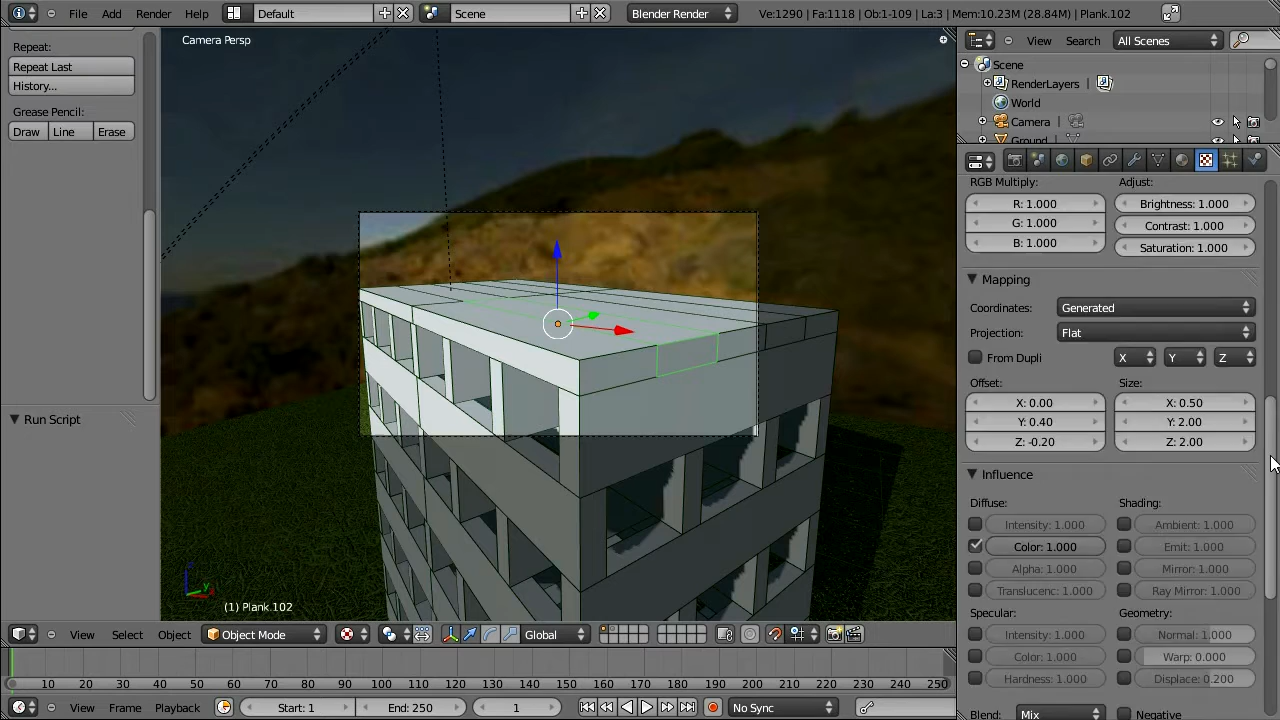 File Add Render Help Default Scene Blender Render Ve:1290 | Fa:1118 | Ob:1-109 | La:3 | Mem:10.23M (28.84M) | Plank.102
Repeat:
Repeat Last
History...
Grease Pencil:
Draw Line Erase
Run Script
Camera Persp
(1) Plank.102
View Select Object Object Mode Global
10 20 30 40 50 60 70 80 90 100 110 120 130 140 150 160 170 180 190 200 210 220 230 240 250
View Frame Playback Start: 1 End: 250 1 No Sync
View Search All Scenes
Scene
RenderLayers |
World
Camera |
Ground |
RGB Multiply: Adjust:
R: 1.000 Brightness: 1.000
G: 1.000 Contrast: 1.000
B: 1.000 Saturation: 1.000
Mapping
Coordinates: Generated
Projection: Flat
From Dupli X Y Z
Offset: Size:
X: 0.00 X: 0.50
Y: 0.40 Y: 2.00
Z: -0.20 Z: 2.00
Influence
Diffuse: Shading:
Intensity: 1.000 Ambient: 1.000
Color: 1.000 Emit: 1.000
Alpha: 1.000 Mirror: 1.000
Translucenc: 1.000 Ray Mirror: 1.000
Specular: Geometry:
Intensity: 1.000 Normal: 1.000
Color: 1.000 Warp: 0.000
Hardness: 1.000 Displace: 0.200
Blend: Mix Negative